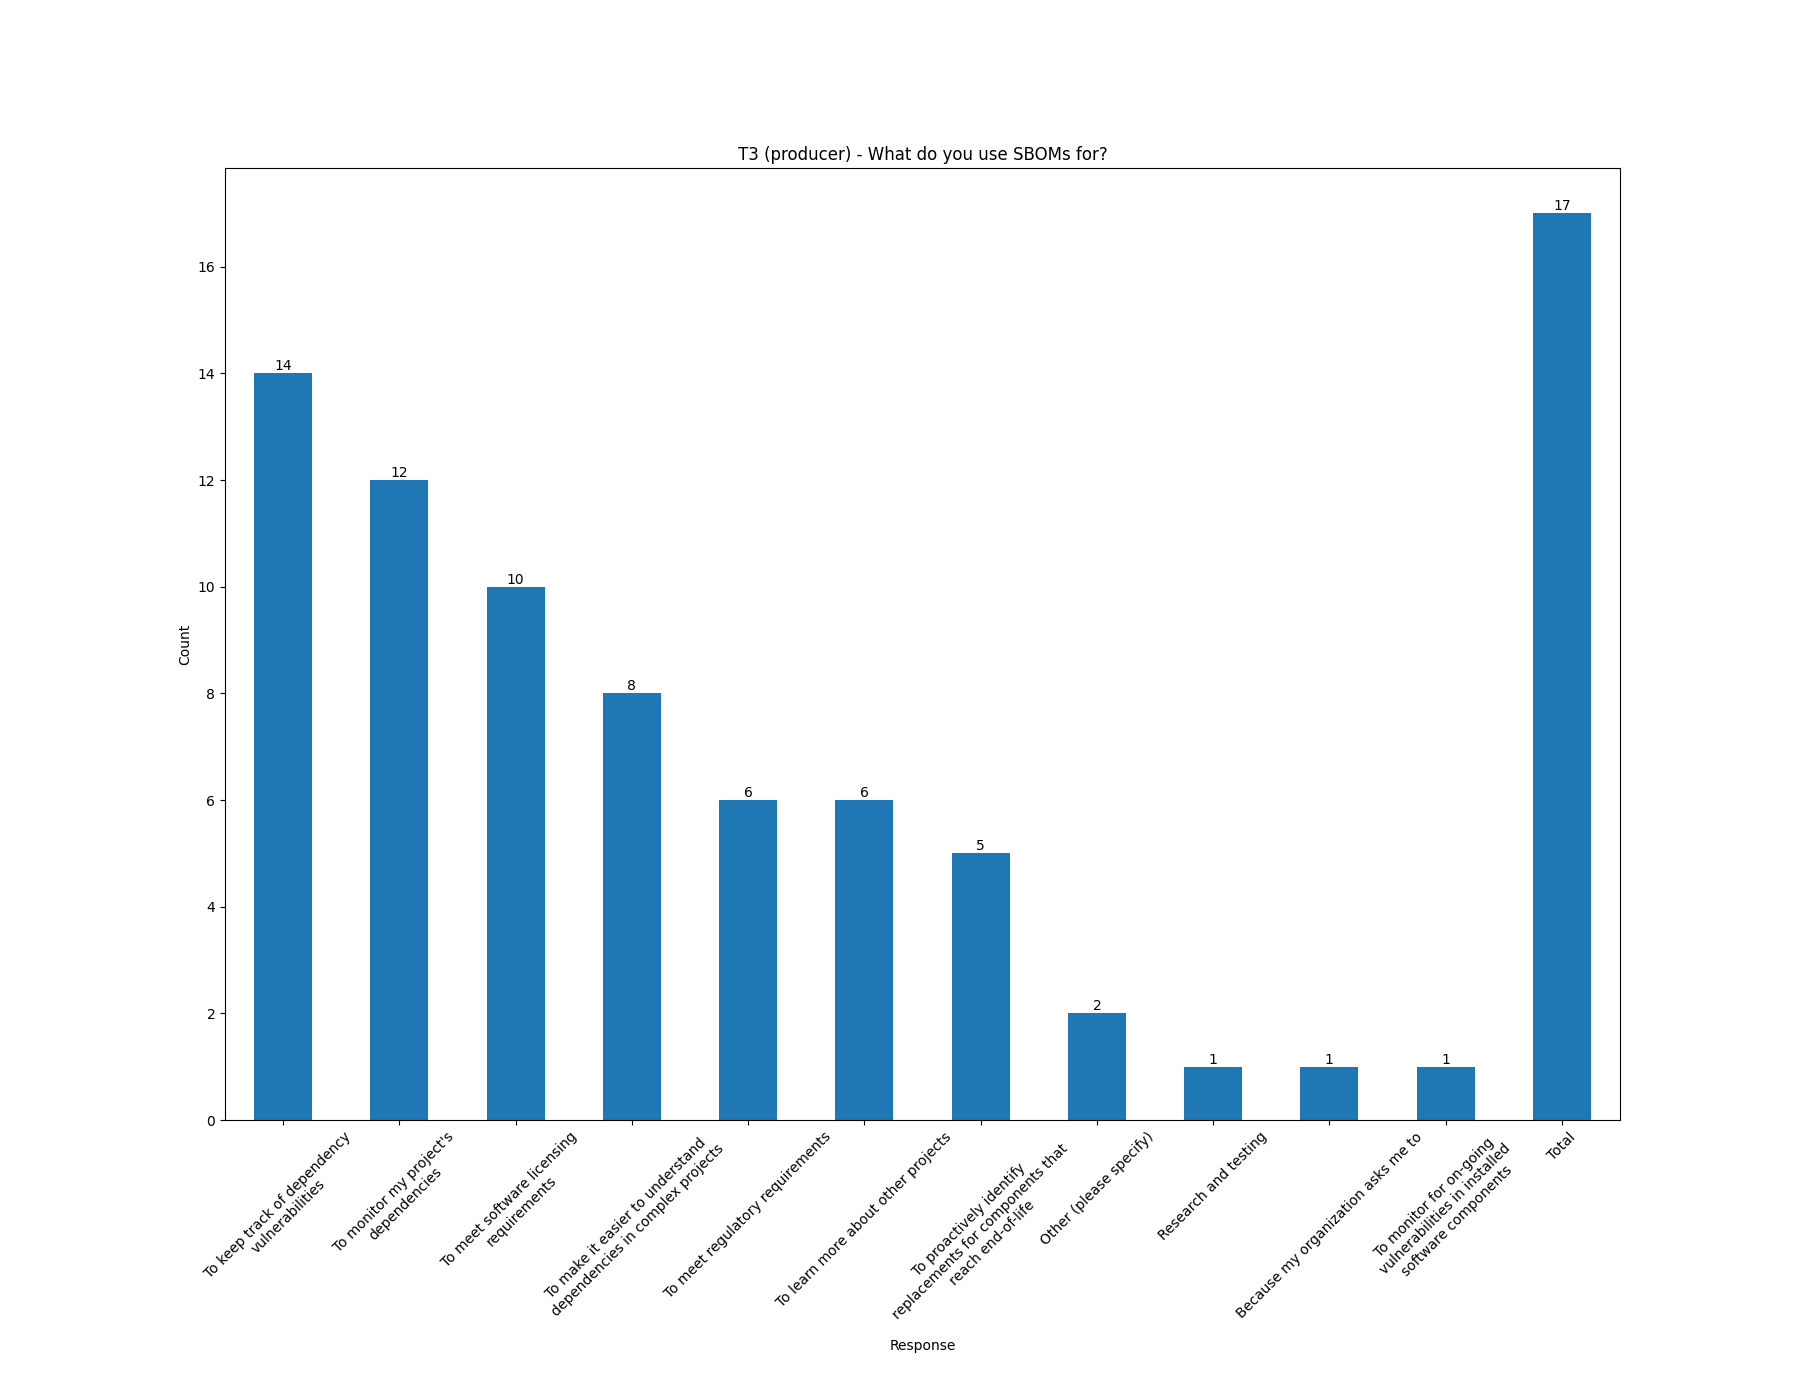 T3 (producer) - What do you use SBOMs for?
17
16
14
14
12
12
10
10
Count
8
8
6
6
6
5
4
2
2
1
1
1
0
To keep track of dependency
vulnerabilities
To monitor my project's
dependencies
To meet software licensing
requirements
To make it easier to understand
dependencies in complex projects
To meet regulatory requirements
To learn more about other projects
To proactively identify
replacements for components that
reach end-of-life
Other (please specify)
Research and testing
Because my organization asks me to
To monitor for on-going
vulnerabilities in installed
software components
Total
Response